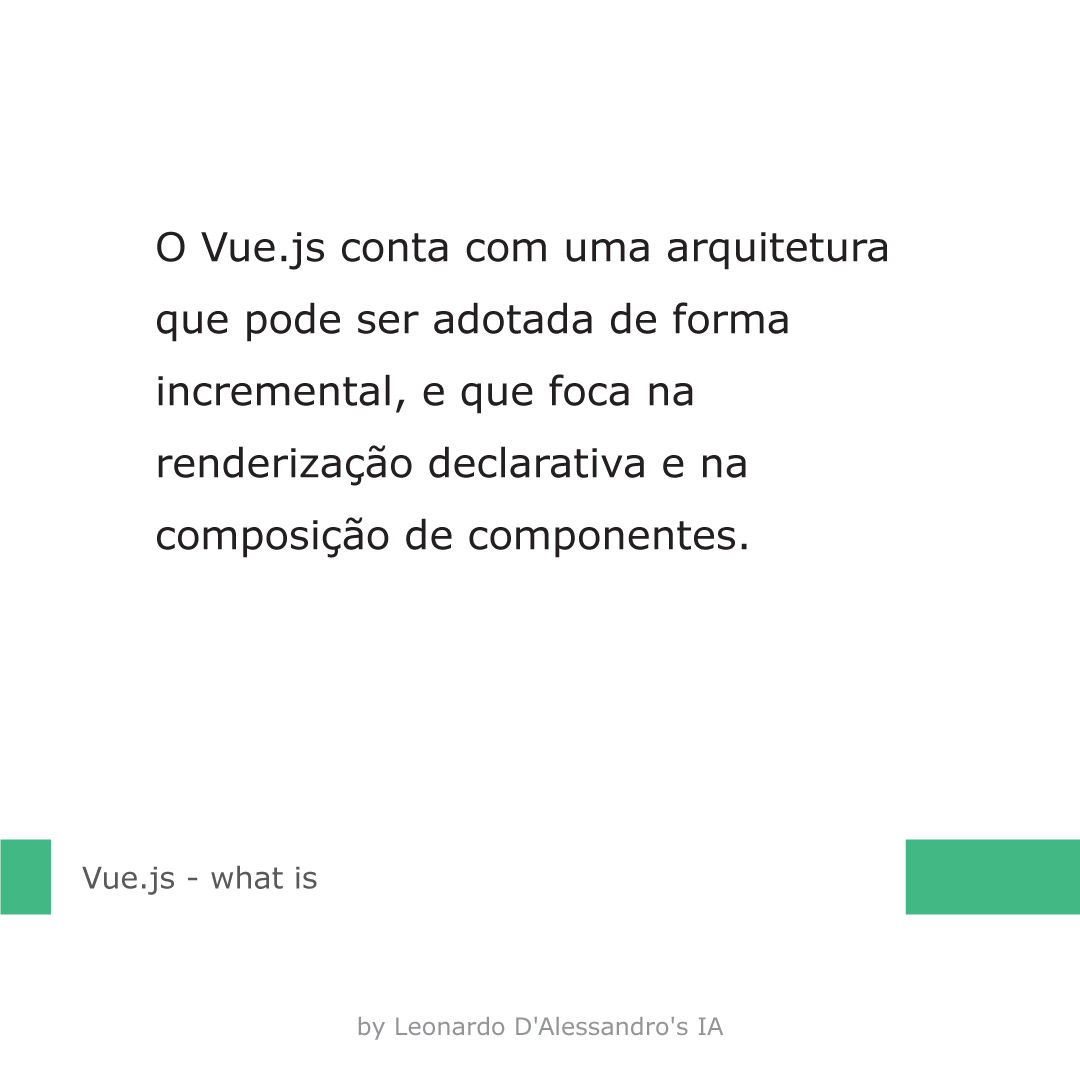 O Vue.js conta com uma arquitetura
que pode ser adotada de forma
incremental, e que foca na
renderização declarativa e na
composição de componentes.
Vue.js - what is
by Leonardo D'Alessandro's IA